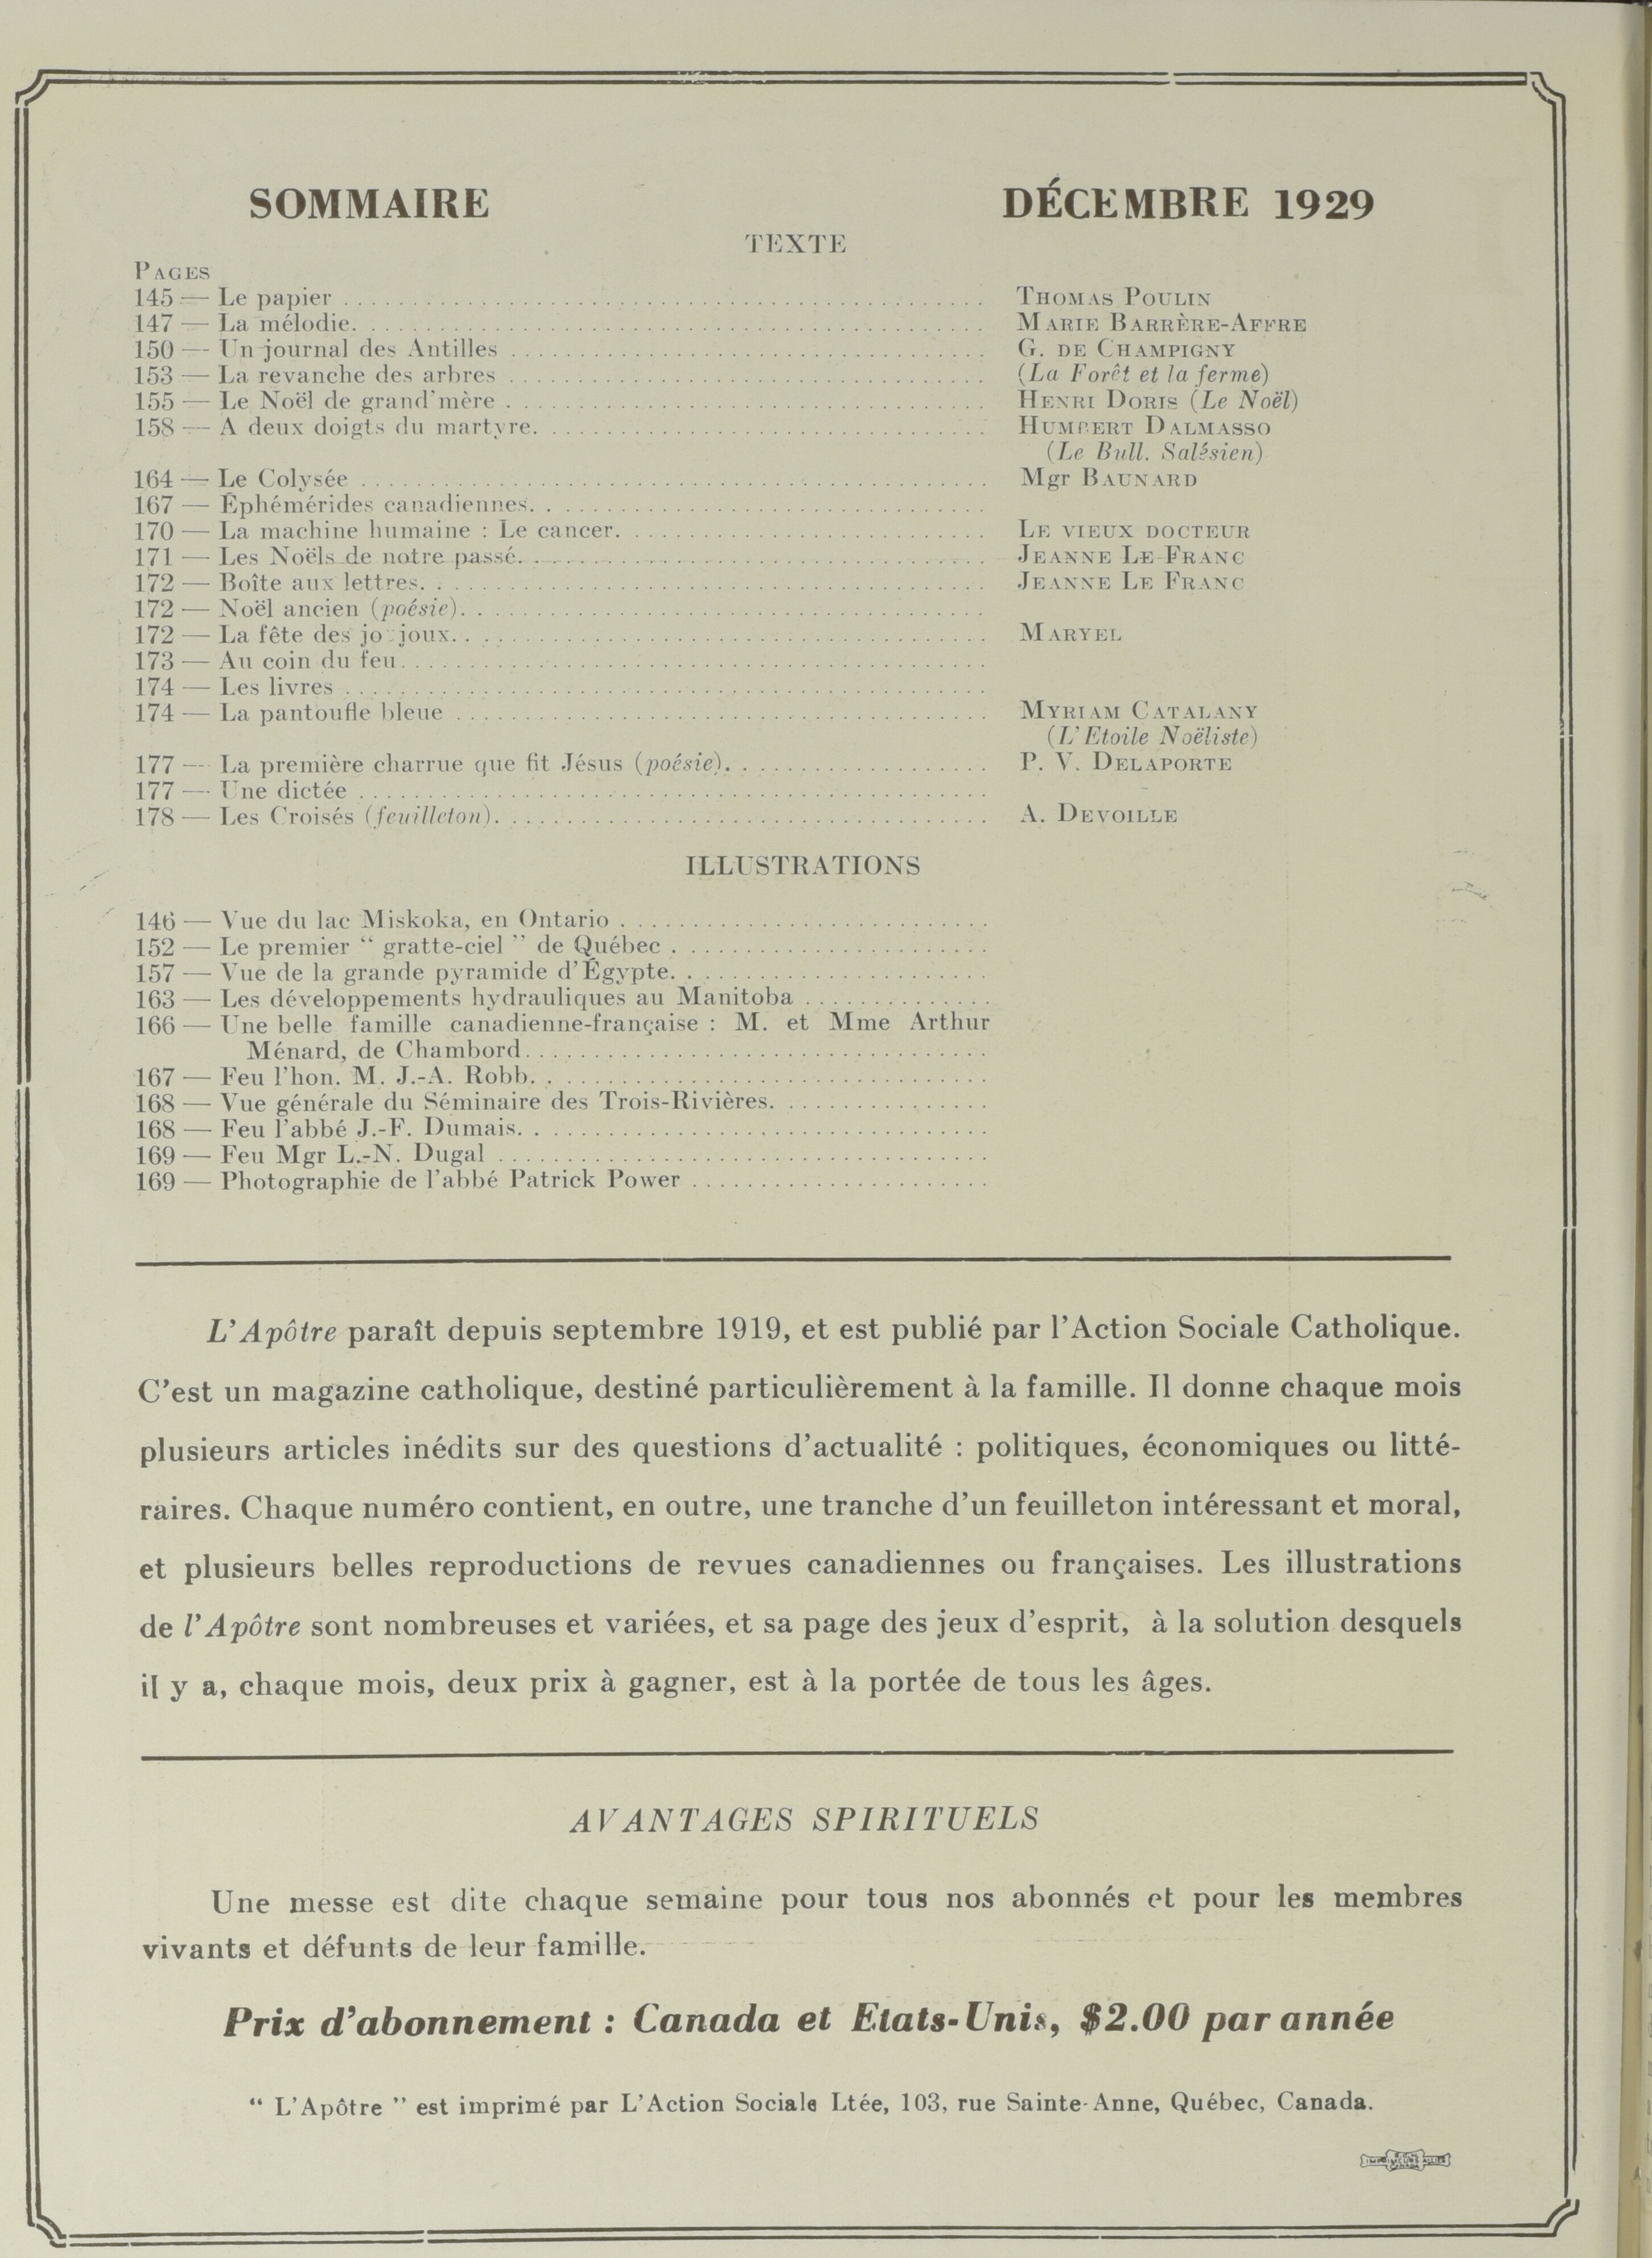 SOMMAIRE DÉCEMBRE 1929
TEXTE
PAGES
145 — Le papier ........ THOMAS POULIN
147 — La mélodie ........ MARIE BARRÈRE-AFFRE
150 — Un journal des Antilles ........ G. DE CHAMPIGNY
153 — La revanche des arbres ........ (La Forêt et la ferme)
155 — Le Noël de grand'mère ........ HENRI DORIS (Le Noël)
158 — A deux doigts du martyre ........ HUMBERT DALMASSO
(Le Bull. Salésien)
164 — Le Colysée ........ Mgr BAUNARD
167 — Éphémérides canadiennes ........
170 — La machine humaine : Le cancer ........ LE VIEUX DOCTEUR
171 — Les Noëls de notre passé ........ JEANNE LE FRANC
172 — Boîte aux lettres ........ JEANNE LE FRANC
172 — Noël ancien (poésie) ........
172 — La fête des joujoux ........ MARYEL
173 — Au coin du feu ........
174 — Les livres ........
174 — La pantoufle bleue ........ MYRIAM CATALANY
(L'Etoile Noëliste)
177 — La première charrue que fit Jésus (poésie) ........ P. V. DELAPORTE
177 — Une dictée ........
178 — Les Croisés (feuilleton) ........ A. DEVOILLE
ILLUSTRATIONS
146 — Vue du lac Miskoka, en Ontario ........
152 — Le premier “ gratte-ciel ” de Québec ........
157 — Vue de la grande pyramide d'Égypte ........
163 — Les développements hydrauliques au Manitoba ........
166 — Une belle famille canadienne-française : M. et Mme Arthur
Ménard, de Chambord ........
167 — Feu l'hon. M. J.-A. Robb ........
168 — Vue générale du Séminaire des Trois-Rivières ........
168 — Feu l'abbé J.-F. Dumais ........
169 — Feu Mgr L.-N. Dugal ........
169 — Photographie de l'abbé Patrick Power ........
L'Apôtre paraît depuis septembre 1919, et est publié par l'Action Sociale Catholique.
C'est un magazine catholique, destiné particulièrement à la famille. Il donne chaque mois
plusieurs articles inédits sur des questions d'actualité : politiques, économiques ou litté-
raires. Chaque numéro contient, en outre, une tranche d'un feuilleton intéressant et moral,
et plusieurs belles reproductions de revues canadiennes ou françaises. Les illustrations
de l'Apôtre sont nombreuses et variées, et sa page des jeux d'esprit, à la solution desquels
il y a, chaque mois, deux prix à gagner, est à la portée de tous les âges.
AVANTAGES SPIRITUELS
Une messe est dite chaque semaine pour tous nos abonnés et pour les membres
vivants et défunts de leur famille.
Prix d'abonnement : Canada et Etats-Unis, $2.00 par année
“ L'Apôtre ” est imprimé par L'Action Sociale Ltée, 103, rue Sainte-Anne, Québec, Canada.